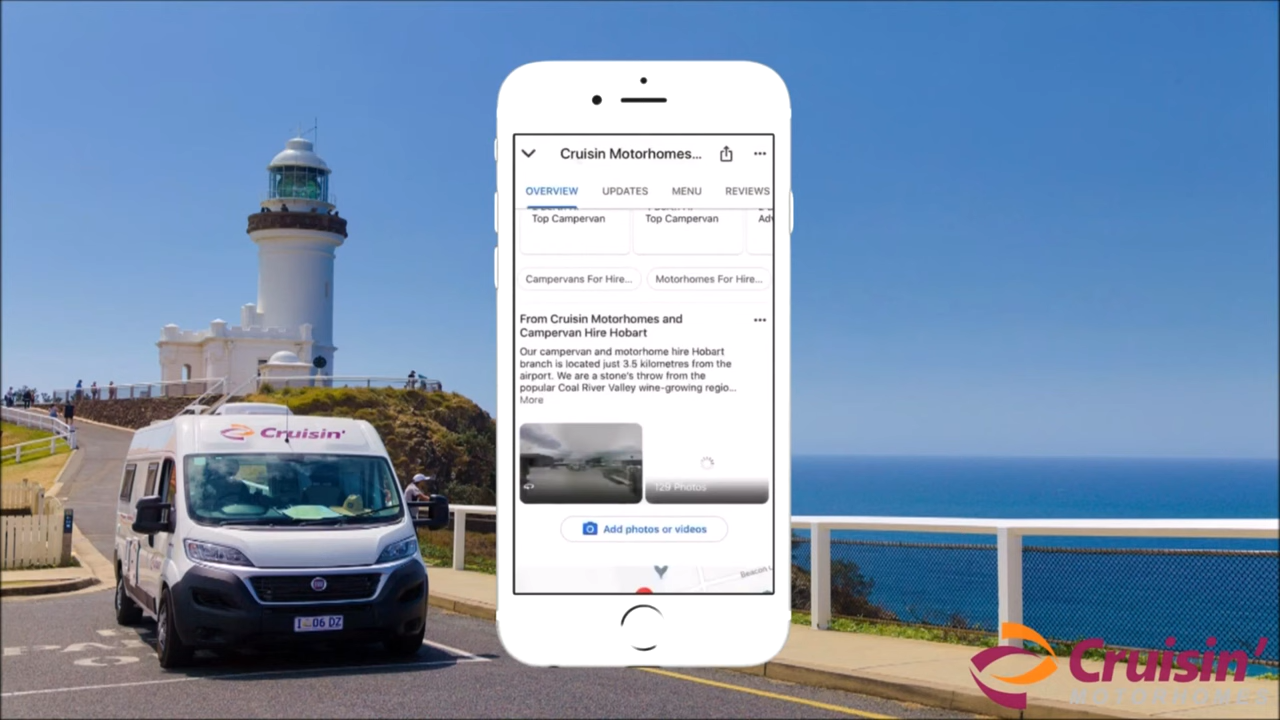 Cruisin Motorhomes...
OVERVIEW UPDATES MENU REVIEWS
Top Campervan
Top Campervan
Campervans For Hire...
Motorhomes For Hire...
From Cruisin Motorhomes and
Campervan Hire Hobart
Our campervan and motorhome hire Hobart
branch is located just 3.5 kilometres from the
airport. We are a stone's throw from the
popular Coal River Valley wine-growing regio...
More
129 Photos
Add photos or videos
Cruisin'
Cruisin'
MOTORHOMES